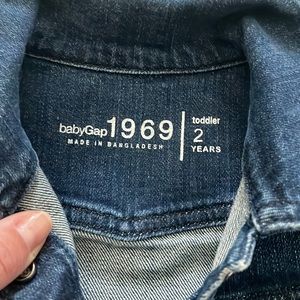 babyGap 1969
MADE IN BANGLADESH
toddler
2
YEARS